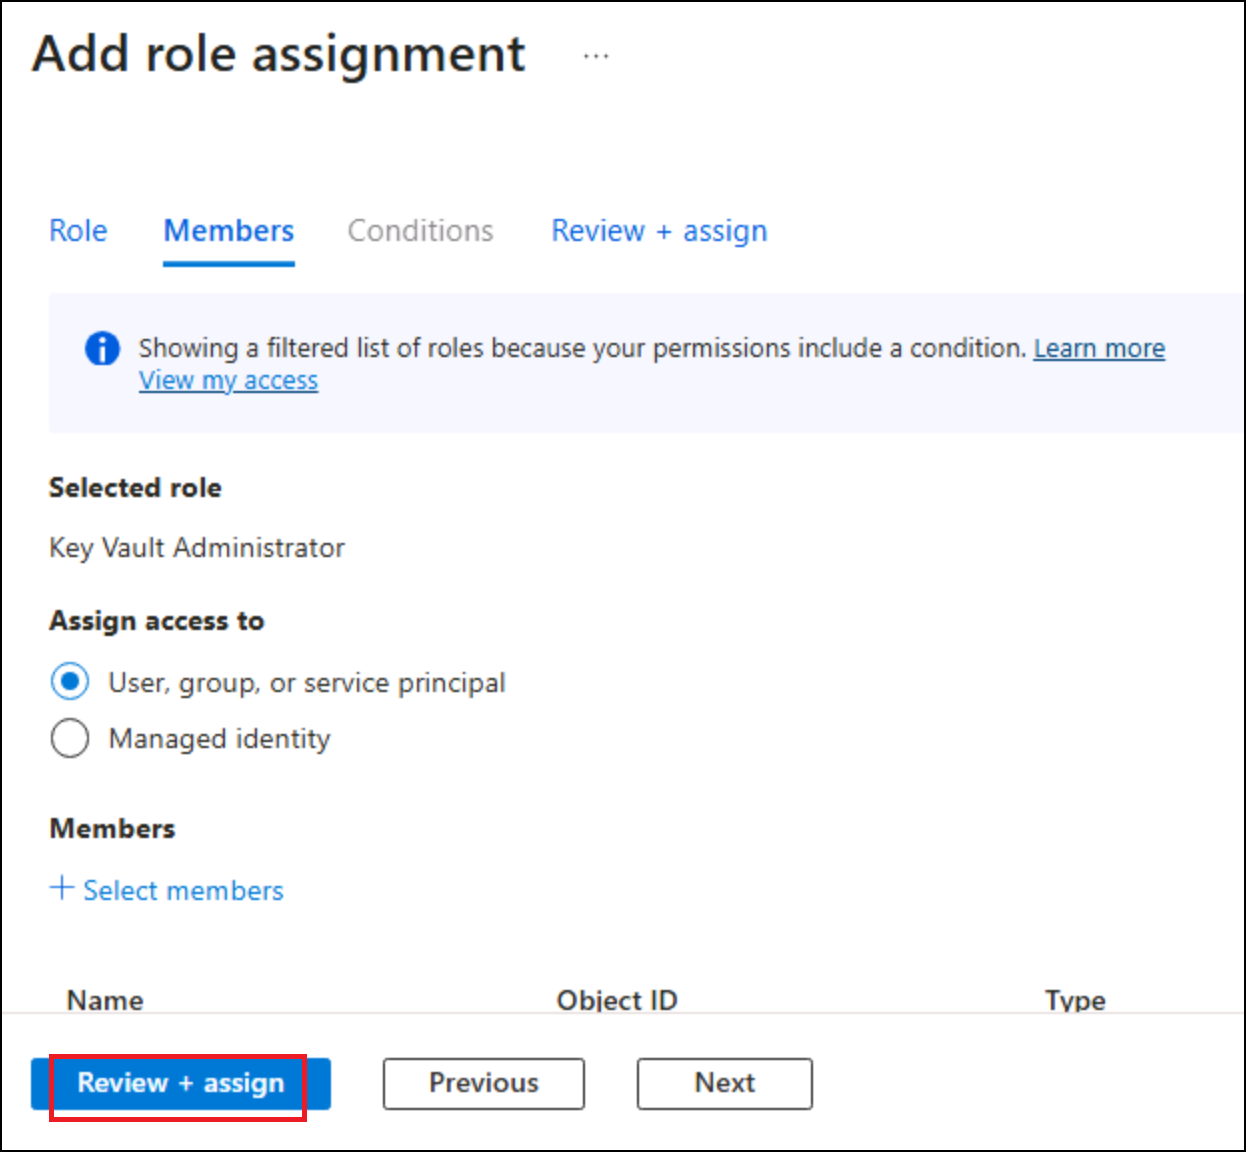 Add role assignment ...
Role Members Conditions Review + assign
Showing a filtered list of roles because your permissions include a condition. Learn more
View my access
Selected role
Key Vault Administrator
Assign access to
User, group, or service principal
Managed identity
Members
+ Select members
Name Object ID Type
Review + assign Previous Next